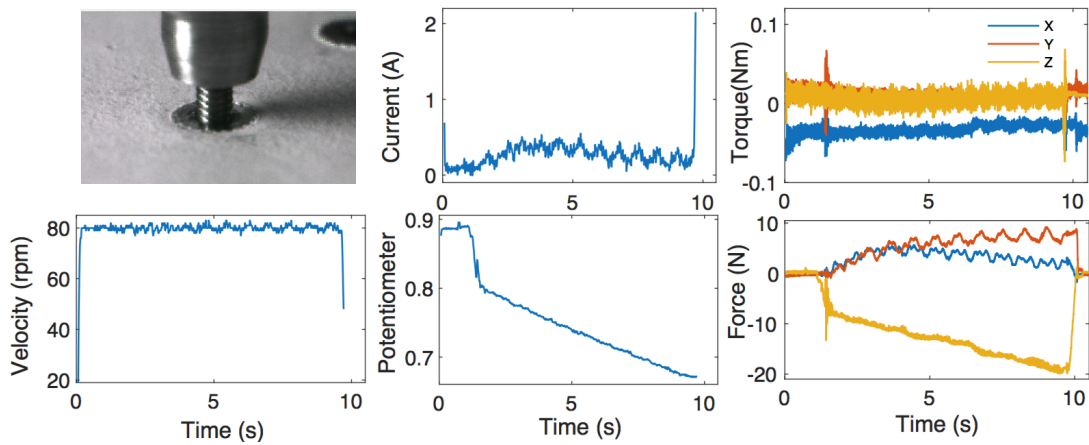 2
1
0
Current (A)
0
5
10
0.1
0
-0.1
Torque(Nm)
X
Y
Z
0
5
10
80
60
40
20
Velocity (rpm)
0
5
10
Time (s)
0.9
0.8
0.7
Potentiometer
0
5
10
Time (s)
10
0
-10
-20
Force (N)
0
5
10
Time (s)